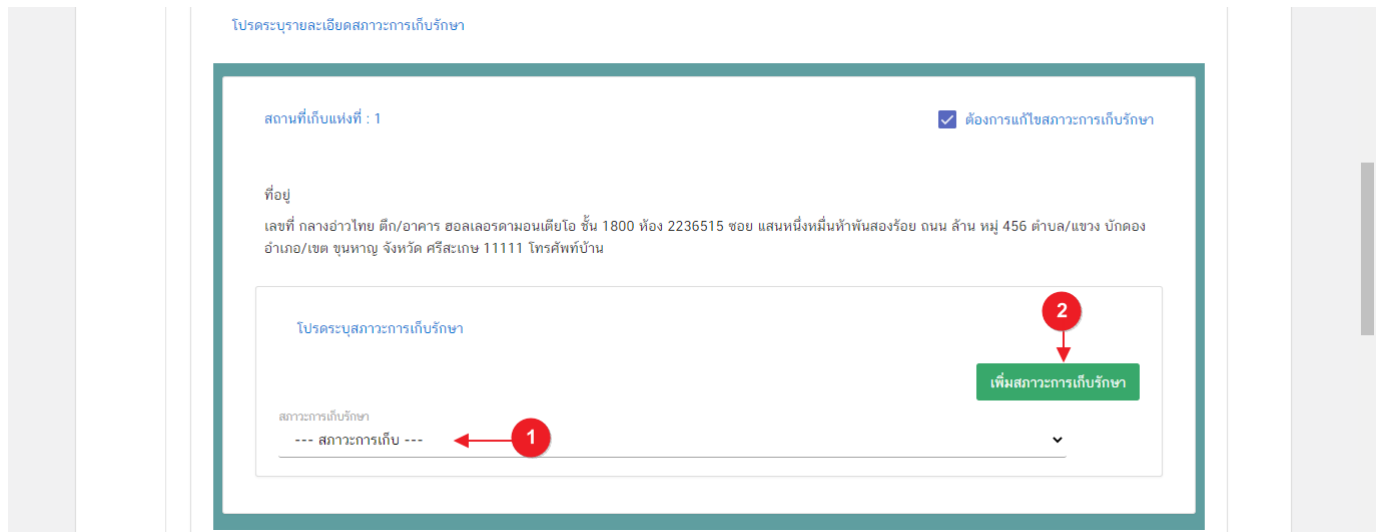 โปรดระบุรายละเอียดสภาวะการเก็บรักษา
สถานที่เก็บแห่งที่ : 1
ต้องการแก้ไขสภาวะการเก็บรักษา
ที่อยู่
เลขที่ กลางอ่าวไทย ตึก/อาคาร ฮอลเลอรดามอนเตียโอ ชั้น 1800 ห้อง 2236515 ซอย แสนหนึ่งหมื่นห้าพันสองร้อย ถนน ล้าน หมู่ 456 ตำบล/แขวง บักดอง
อำเภอ/เขต ขุนหาญ จังหวัด ศรีสะเกษ 11111 โทรศัพท์บ้าน
2
โปรดระบุสภาวะการเก็บรักษา
เพิ่มสภาวะการเก็บรักษา
สภาวะการเก็บรักษา
--- สภาวะการเก็บ ---
1